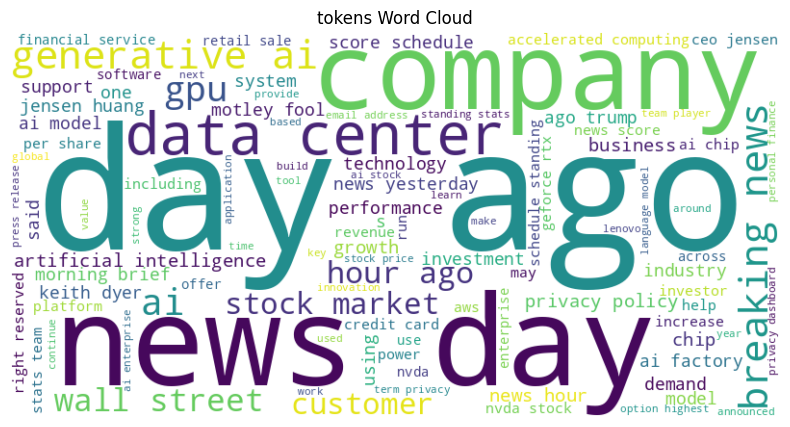 tokens Word Cloud
financial service
retail sale
score schedule
accelerated computing
ceo jensen
generative ai
company
software
next
support
one
gpu
system
provide
jensen huang
motley fool
email address
standing stats
ago trump
team player
ai model
data center
based
news score
business
ai chip
per share
day ago
technology
global
including
build
ai stock
news yesterday
tool
learn
geforce rtx
schedule standing
language model
breaking news
personal finance
press release
said
value
strong
application
performance
make
lenovo
around
time
s
run
revenue
growth
artificial intelligence
key
stock price
investment
may
across
industry
morning brief
hour ago
innovation
investor
keith dyer
offer
ai
stock market
aws
enterprise
privacy policy
help
platform
right reserved
stats team
continue
ai enterprise
used
credit card
use
increase
year
news day
using
power
chip
ai factory
nvda
demand
model
work
term privacy
wall street
customer
news hour
nvda stock
option highest
announced
privacy dashboard